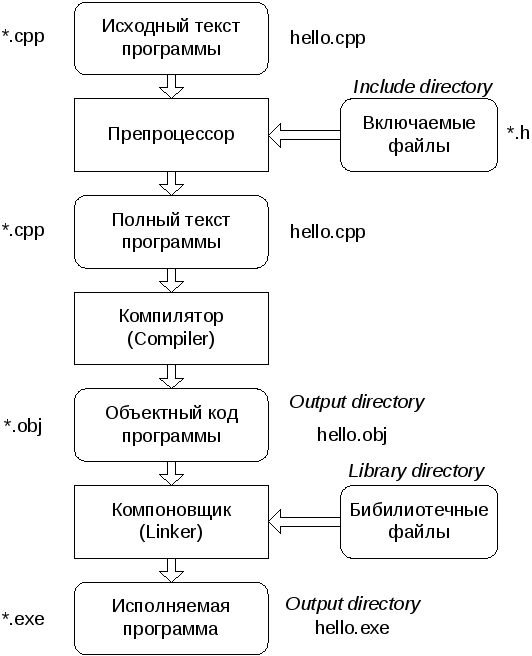 *.cpp
Исходный текст
программы
hello.cpp
Include directory
Препроцессор
Включаемые
файлы
*.h
*.cpp
Полный текст
программы
hello.cpp
Компилятор
(Compiler)
*.obj
Объектный код
программы
Output directory
hello.obj
Library directory
Компоновщик
(Linker)
Бибилиотечные
файлы
*.exe
Исполняемая
программа
Output directory
hello.exe